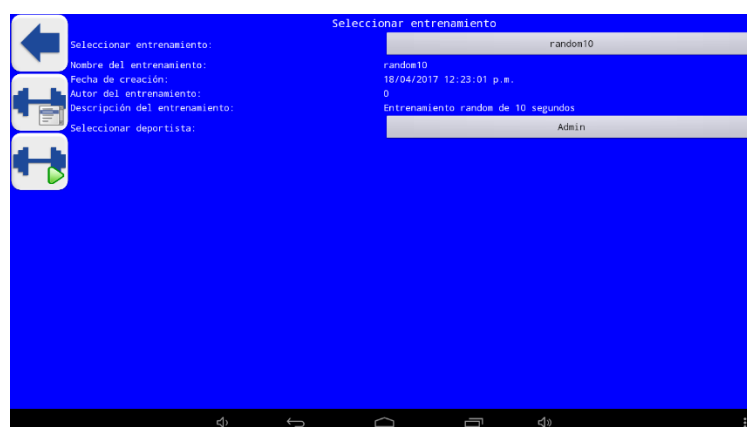 Seleccionar entrenamiento
Seleccionar entrenamiento: random10
Nombre del entrenamiento: random10
Fecha de creación: 18/04/2017 12:23:01 p.m.
Autor del entrenamiento: 0
Descripción del entrenamiento: Entrenamiento random de 10 segundos
Seleccionar deportista: Admin